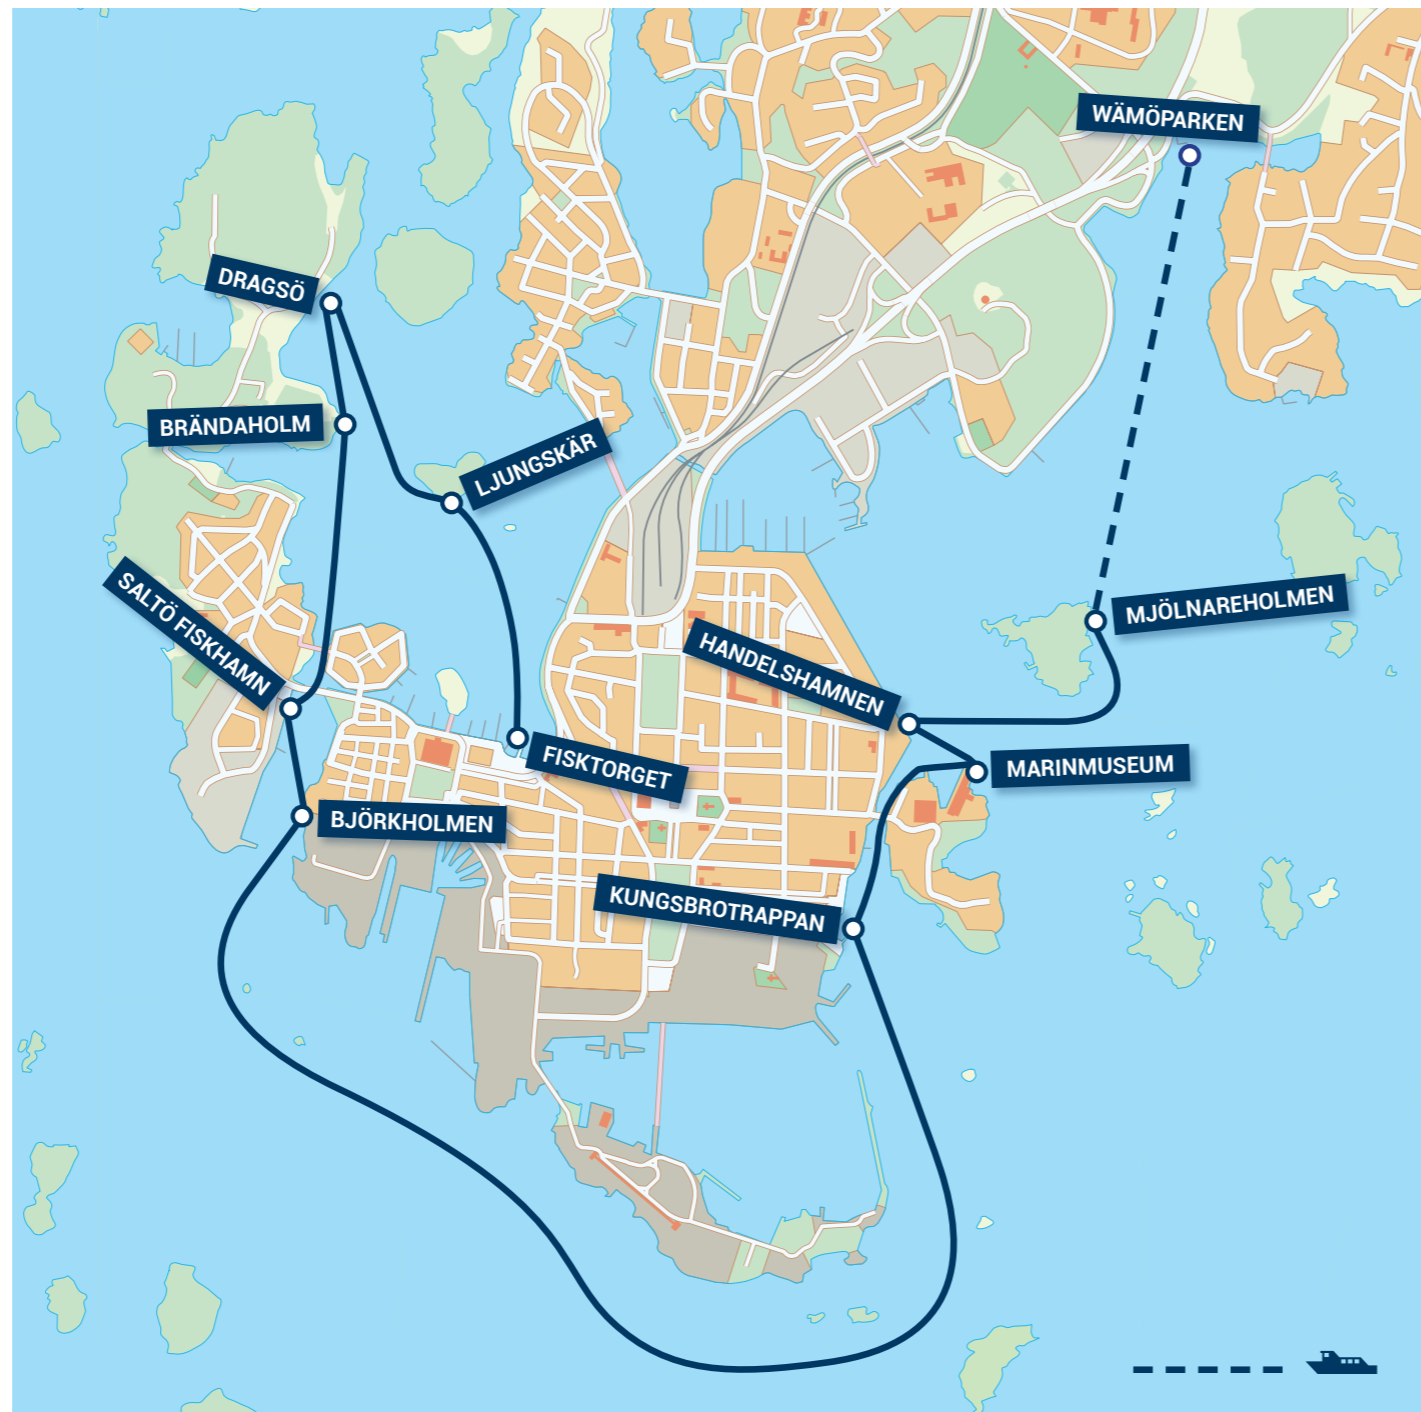 WÄMÖPARKEN
DRAGSÖ
BRÄNDAHOLM
LJUNGSKÄR
SALTÖ FISKHAMN
MJÖLNAREHOLMEN
HANDELSHAMNEN
FISKTORGET
MARINMUSEUM
BJÖRKHOLMEN
KUNGSBROTRAPPAN